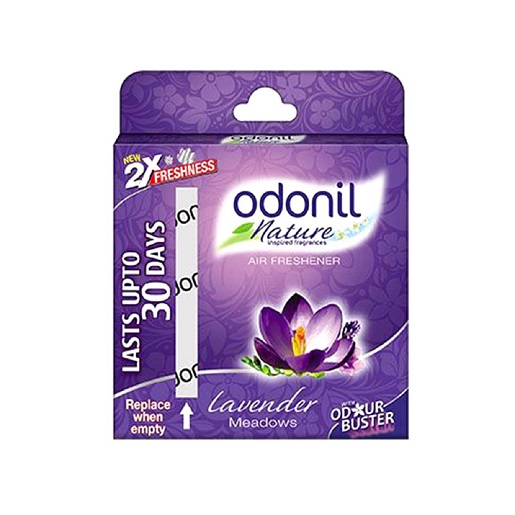 odonil
NEW
2X
FRESHNESS
odonil
Nature
inspired fragrances
AIR FRESHENER
LASTS UPTO
30 DAYS
Replace
when
empty
Lavender
Meadows
WITH
ODOUR
BUSTER